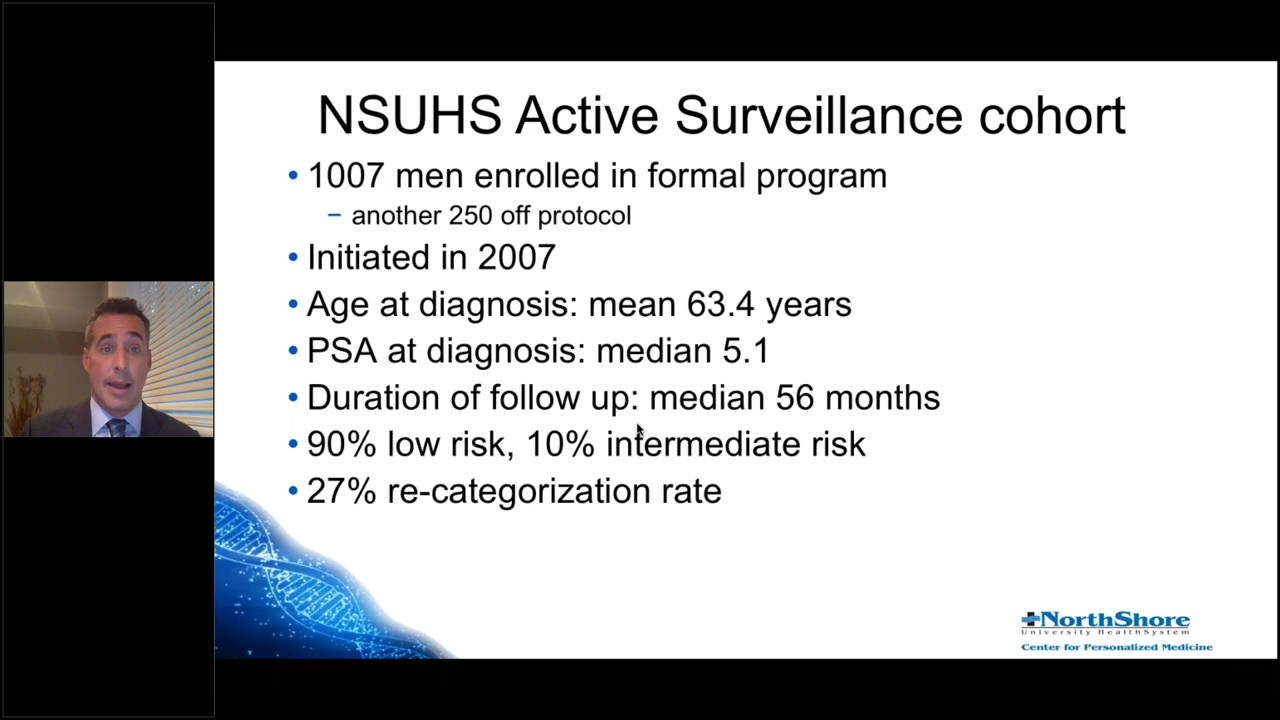 NSUHS Active Surveillance cohort
• 1007 men enrolled in formal program
– another 250 off protocol
• Initiated in 2007
• Age at diagnosis: mean 63.4 years
• PSA at diagnosis: median 5.1
• Duration of follow up: median 56 months
• 90% low risk, 10% intermediate risk
• 27% re-categorization rate
NorthShore
University HealthSystem
Center for Personalized Medicine